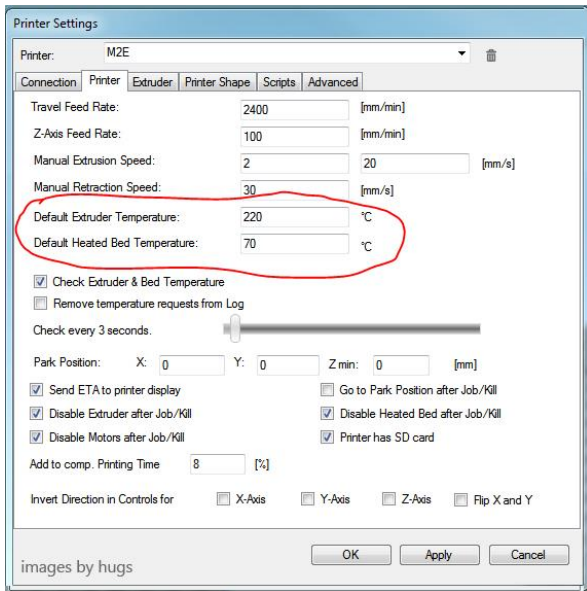 Printer Settings
Printer: M2E
Connection Printer Extruder Printer Shape Scripts Advanced
Travel Feed Rate: 2400 [mm/min]
Z-Axis Feed Rate: 100 [mm/min]
Manual Extrusion Speed: 2 20 [mm/s]
Manual Retraction Speed: 30 [mm/s]
Default Extruder Temperature: 220 °C
Default Heated Bed Temperature: 70 °C
Check Extruder & Bed Temperature
Remove temperature requests from Log
Check every 3 seconds.
Park Position: X: 0 Y: 0 Z min: 0 [mm]
Send ETA to printer display Go to Park Position after Job/Kill
Disable Extruder after Job/Kill Disable Heated Bed after Job/Kill
Disable Motors after Job/Kill Printer has SD card
Add to comp. Printing Time 8 [%]
Invert Direction in Controls for X-Axis Y-Axis Z-Axis Flip X and Y
OK Apply Cancel
images by hugs